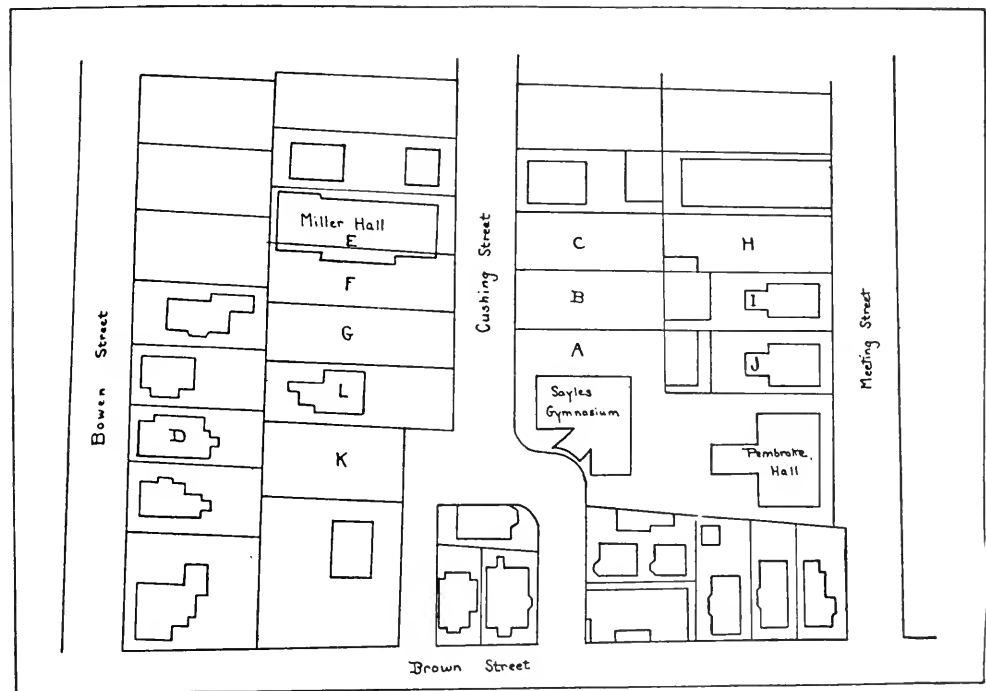 Miller Hall
E
F
G
L
K
D
Bowen Street
Cushing Street
C
H
B
I
A
J
Sayles
Gymnasium
Pembroke
Hall
Meeting Street
Brown Street